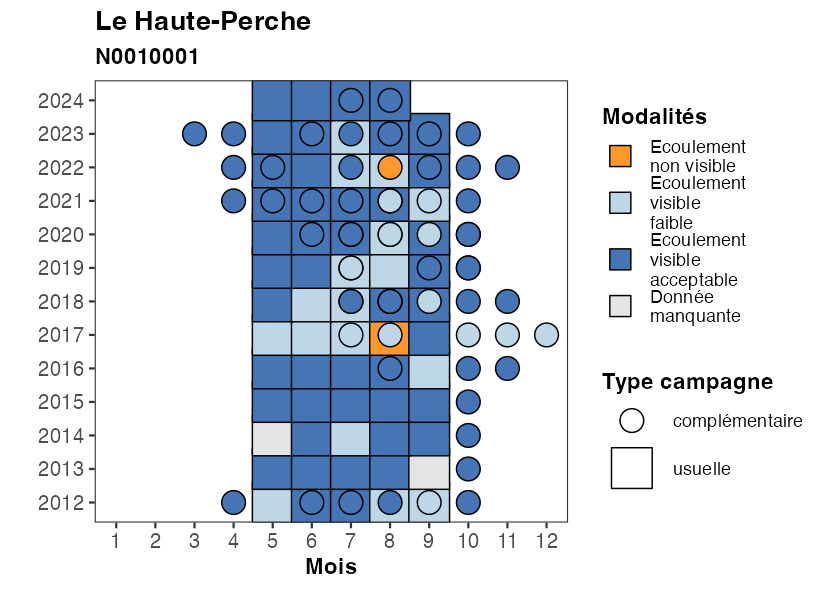 Le Haute-Perche
N0010001
2024
2023
2022
2021
2020
2019
2018
2017
2016
2015
2014
2013
2012
1 2 3 4 5 6 7 8 9 10 11 12
Mois
Modalités
Ecoulement
non visible
Ecoulement
visible
faible
Ecoulement
visible
acceptable
Donnée
manquante
Type campagne
complémentaire
usuelle